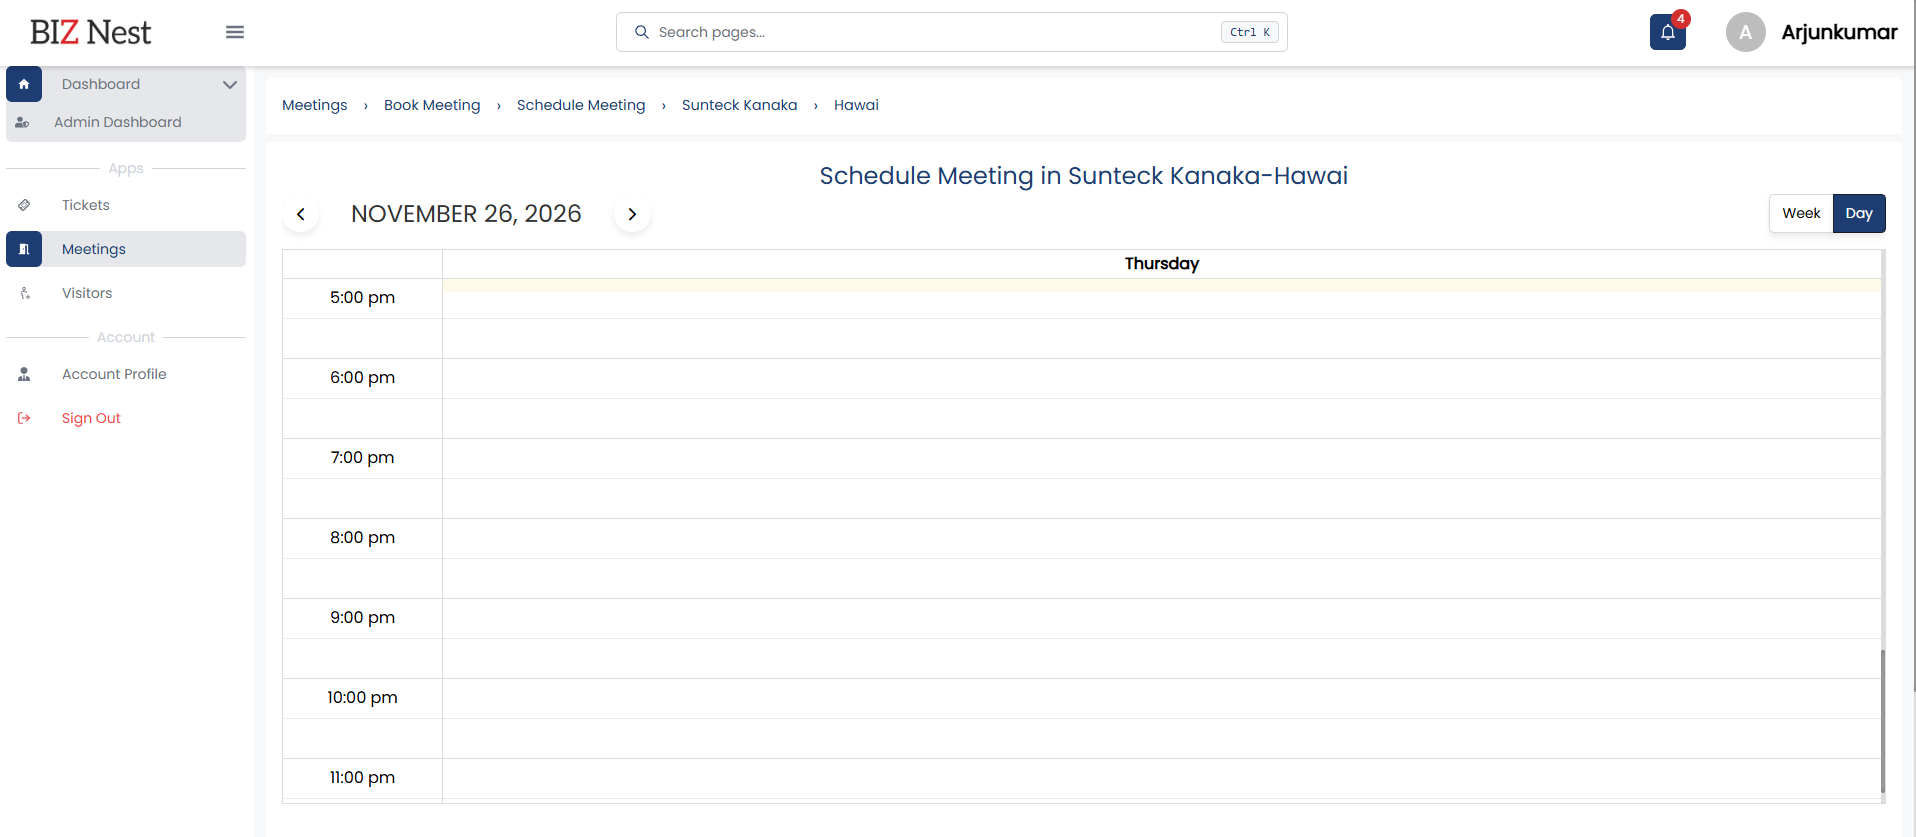 BIZ Nest
Search pages...
Ctrl K
4
A
Arjunkumar
Dashboard
Admin Dashboard
Apps
Tickets
Meetings
Visitors
Account
Account Profile
Sign Out
Meetings › Book Meeting › Schedule Meeting › Sunteck Kanaka › Hawai
Schedule Meeting in Sunteck Kanaka-Hawai
NOVEMBER 26, 2026
Week
Day
Thursday
5:00 pm
6:00 pm
7:00 pm
8:00 pm
9:00 pm
10:00 pm
11:00 pm